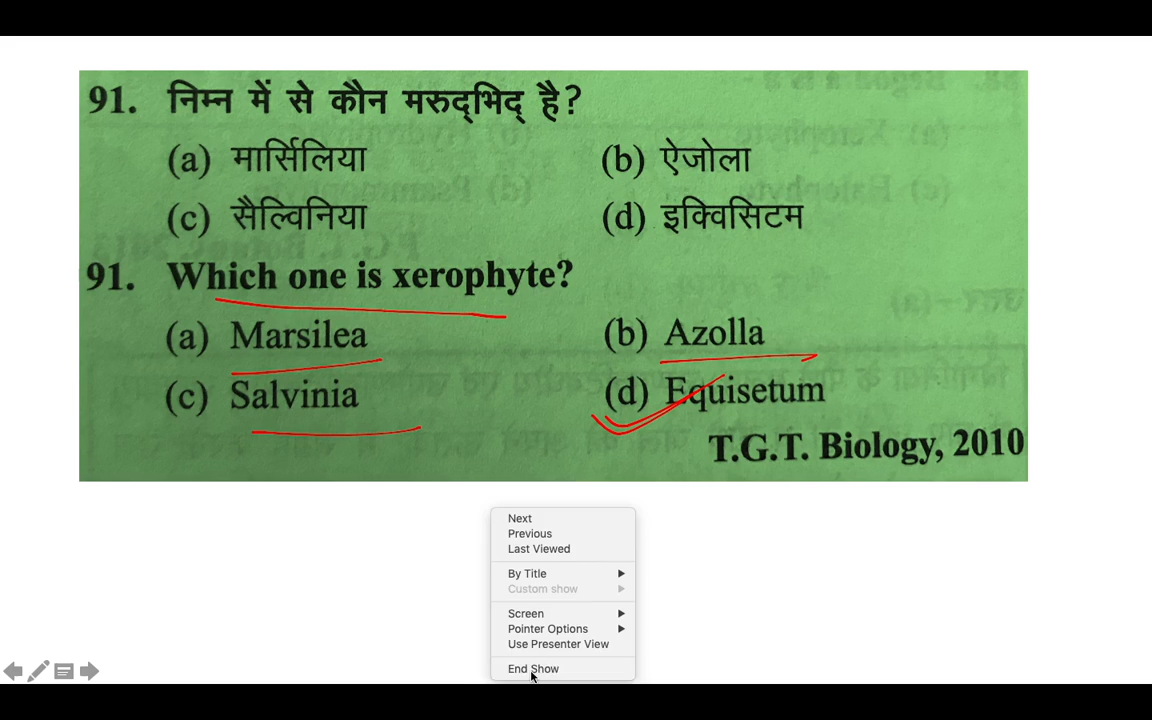 91. निम्न में से कौन मरुद्भिद् है?
(a) मार्सिलिया (b) ऐजोला
(c) सैल्विनिया (d) इक्विसिटम
91. Which one is xerophyte?
(a) Marsilea (b) Azolla
(c) Salvinia (d) Equisetum
T.G.T. Biology, 2010
Next
Previous
Last Viewed
By Title
Custom show
Screen
Pointer Options
Use Presenter View
End Show